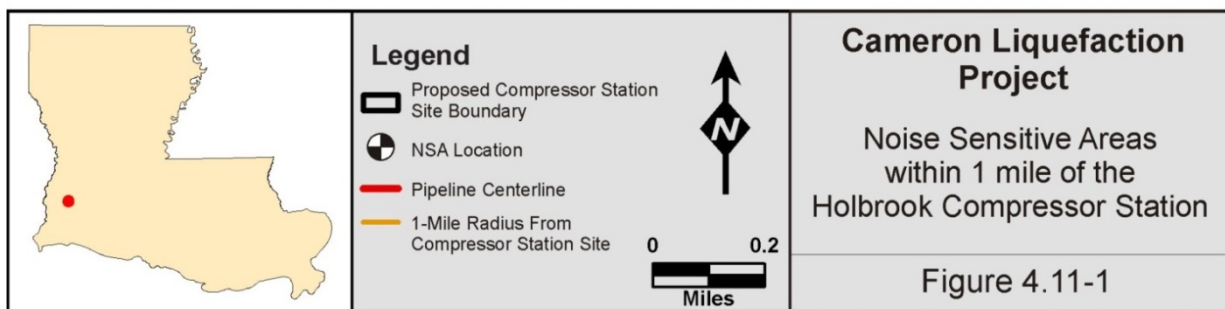 Legend
Proposed Compressor Station
Site Boundary
NSA Location
Pipeline Centerline
1-Mile Radius From
Compressor Station Site
N
0 0.2
Miles
Cameron Liquefaction
Project
Noise Sensitive Areas
within 1 mile of the
Holbrook Compressor Station
Figure 4.11-1